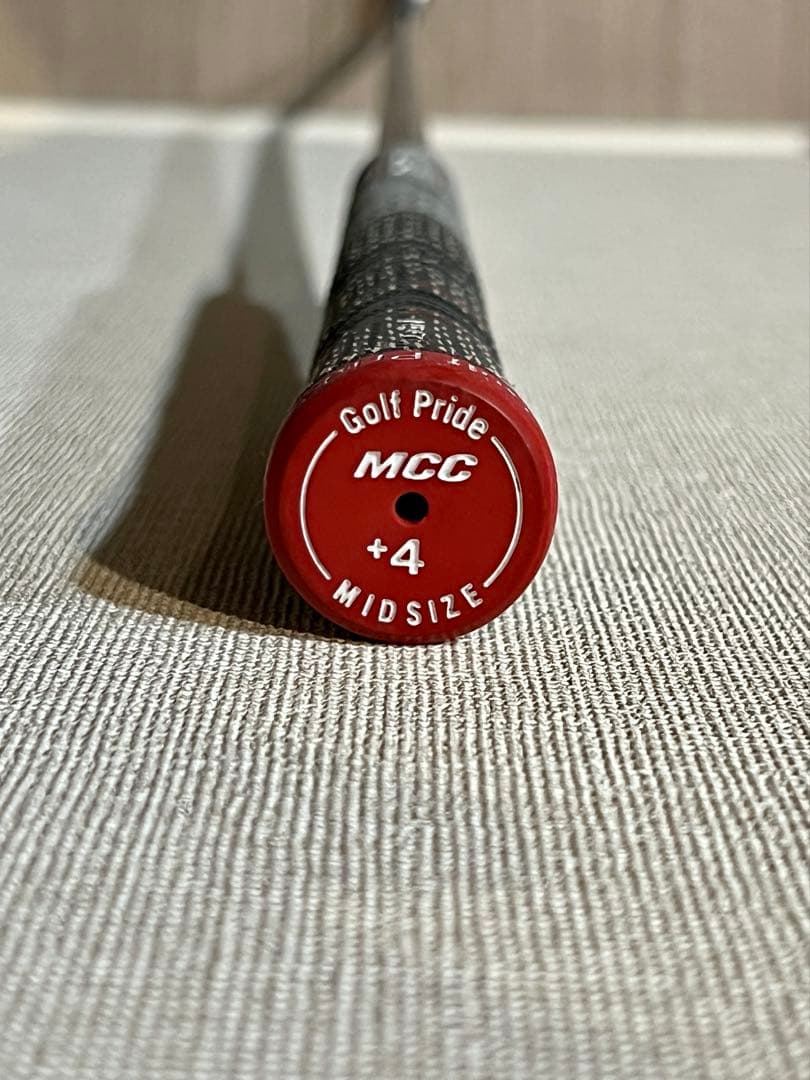 Golf Pride
MCC
+4
MIDSIZE